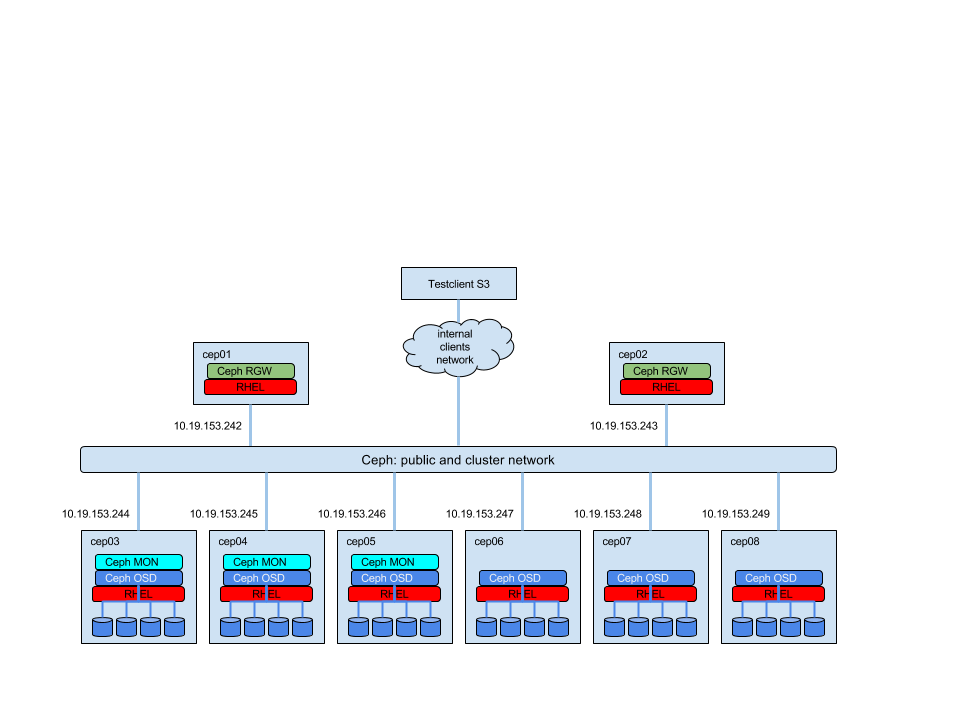 Testclient S3
internal
clients
network
cep01
Ceph RGW
RHEL
cep02
Ceph RGW
RHEL
10.19.153.242
10.19.153.243
Ceph: public and cluster network
10.19.153.244
10.19.153.245
10.19.153.246
10.19.153.247
10.19.153.248
10.19.153.249
cep03
Ceph MON
Ceph OSD
RHEL
cep04
Ceph MON
Ceph OSD
RHEL
cep05
Ceph MON
Ceph OSD
RHEL
cep06
Ceph OSD
RHEL
cep07
Ceph OSD
RHEL
cep08
Ceph OSD
RHEL